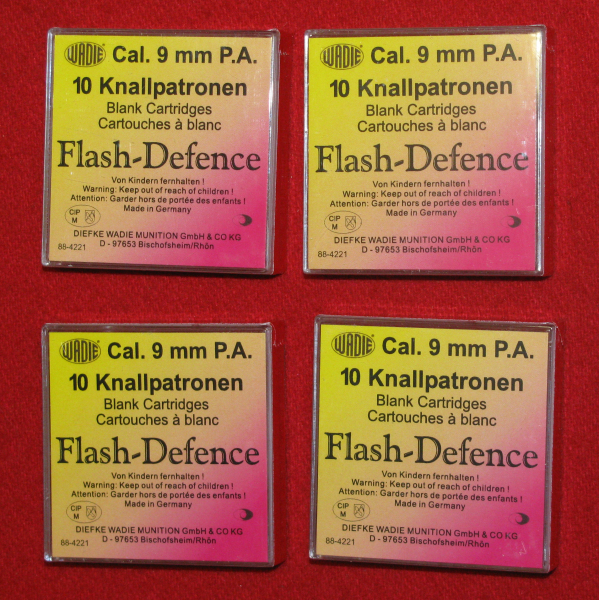 WADIE® Cal. 9 mm P.A.
10 Knallpatronen
Blank Cartridges
Cartouches à blanc
Flash-Defence
Von Kindern fernhalten !
Warning: Keep out of reach of children !
Attention: Garder hors de portée des enfants !
Made in Germany
CIP
M
DIEFKE WADIE MUNITION GmbH & CO KG
D - 97653 Bischofsheim/Rhön
88-4221
WADIE® Cal. 9 mm P.A.
10 Knallpatronen
Blank Cartridges
Cartouches à blanc
Flash-Defence
Von Kindern fernhalten !
Warning: Keep out of reach of children !
Attention: Garder hors de portée des enfants !
Made in Germany
CIP
M
DIEFKE WADIE MUNITION GmbH & CO KG
D - 97653 Bischofsheim/Rhön
88-4221
WADIE® Cal. 9 mm P.A.
10 Knallpatronen
Blank Cartridges
Cartouches à blanc
Flash-Defence
Von Kindern fernhalten !
Warning: Keep out of reach of children !
Attention: Garder hors de portée des enfants !
Made in Germany
CIP
M
DIEFKE WADIE MUNITION GmbH & CO KG
D - 97653 Bischofsheim/Rhön
88-4221
WADIE® Cal. 9 mm P.A.
10 Knallpatronen
Blank Cartridges
Cartouches à blanc
Flash-Defence
Von Kindern fernhalten !
Warning: Keep out of reach of children !
Attention: Garder hors de portée des enfants !
Made in Germany
CIP
M
DIEFKE WADIE MUNITION GmbH & CO KG
D - 97653 Bischofsheim/Rhön
88-4221